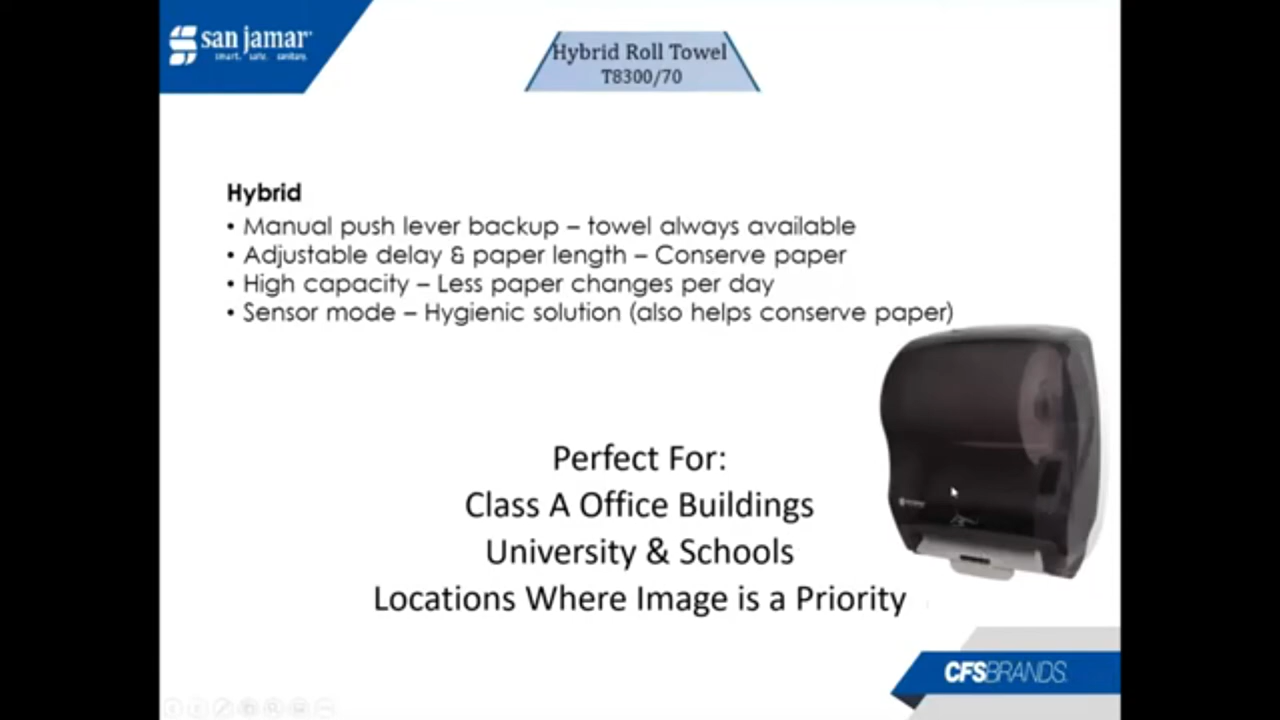 san jamar
smart. safe. sanitary.
Hybrid Roll Towel
T8300/70
Hybrid
• Manual push lever backup – towel always available
• Adjustable delay & paper length – Conserve paper
• High capacity – Less paper changes per day
• Sensor mode – Hygienic solution (also helps conserve paper)
Perfect For:
Class A Office Buildings
University & Schools
Locations Where Image is a Priority
CFSBRANDS